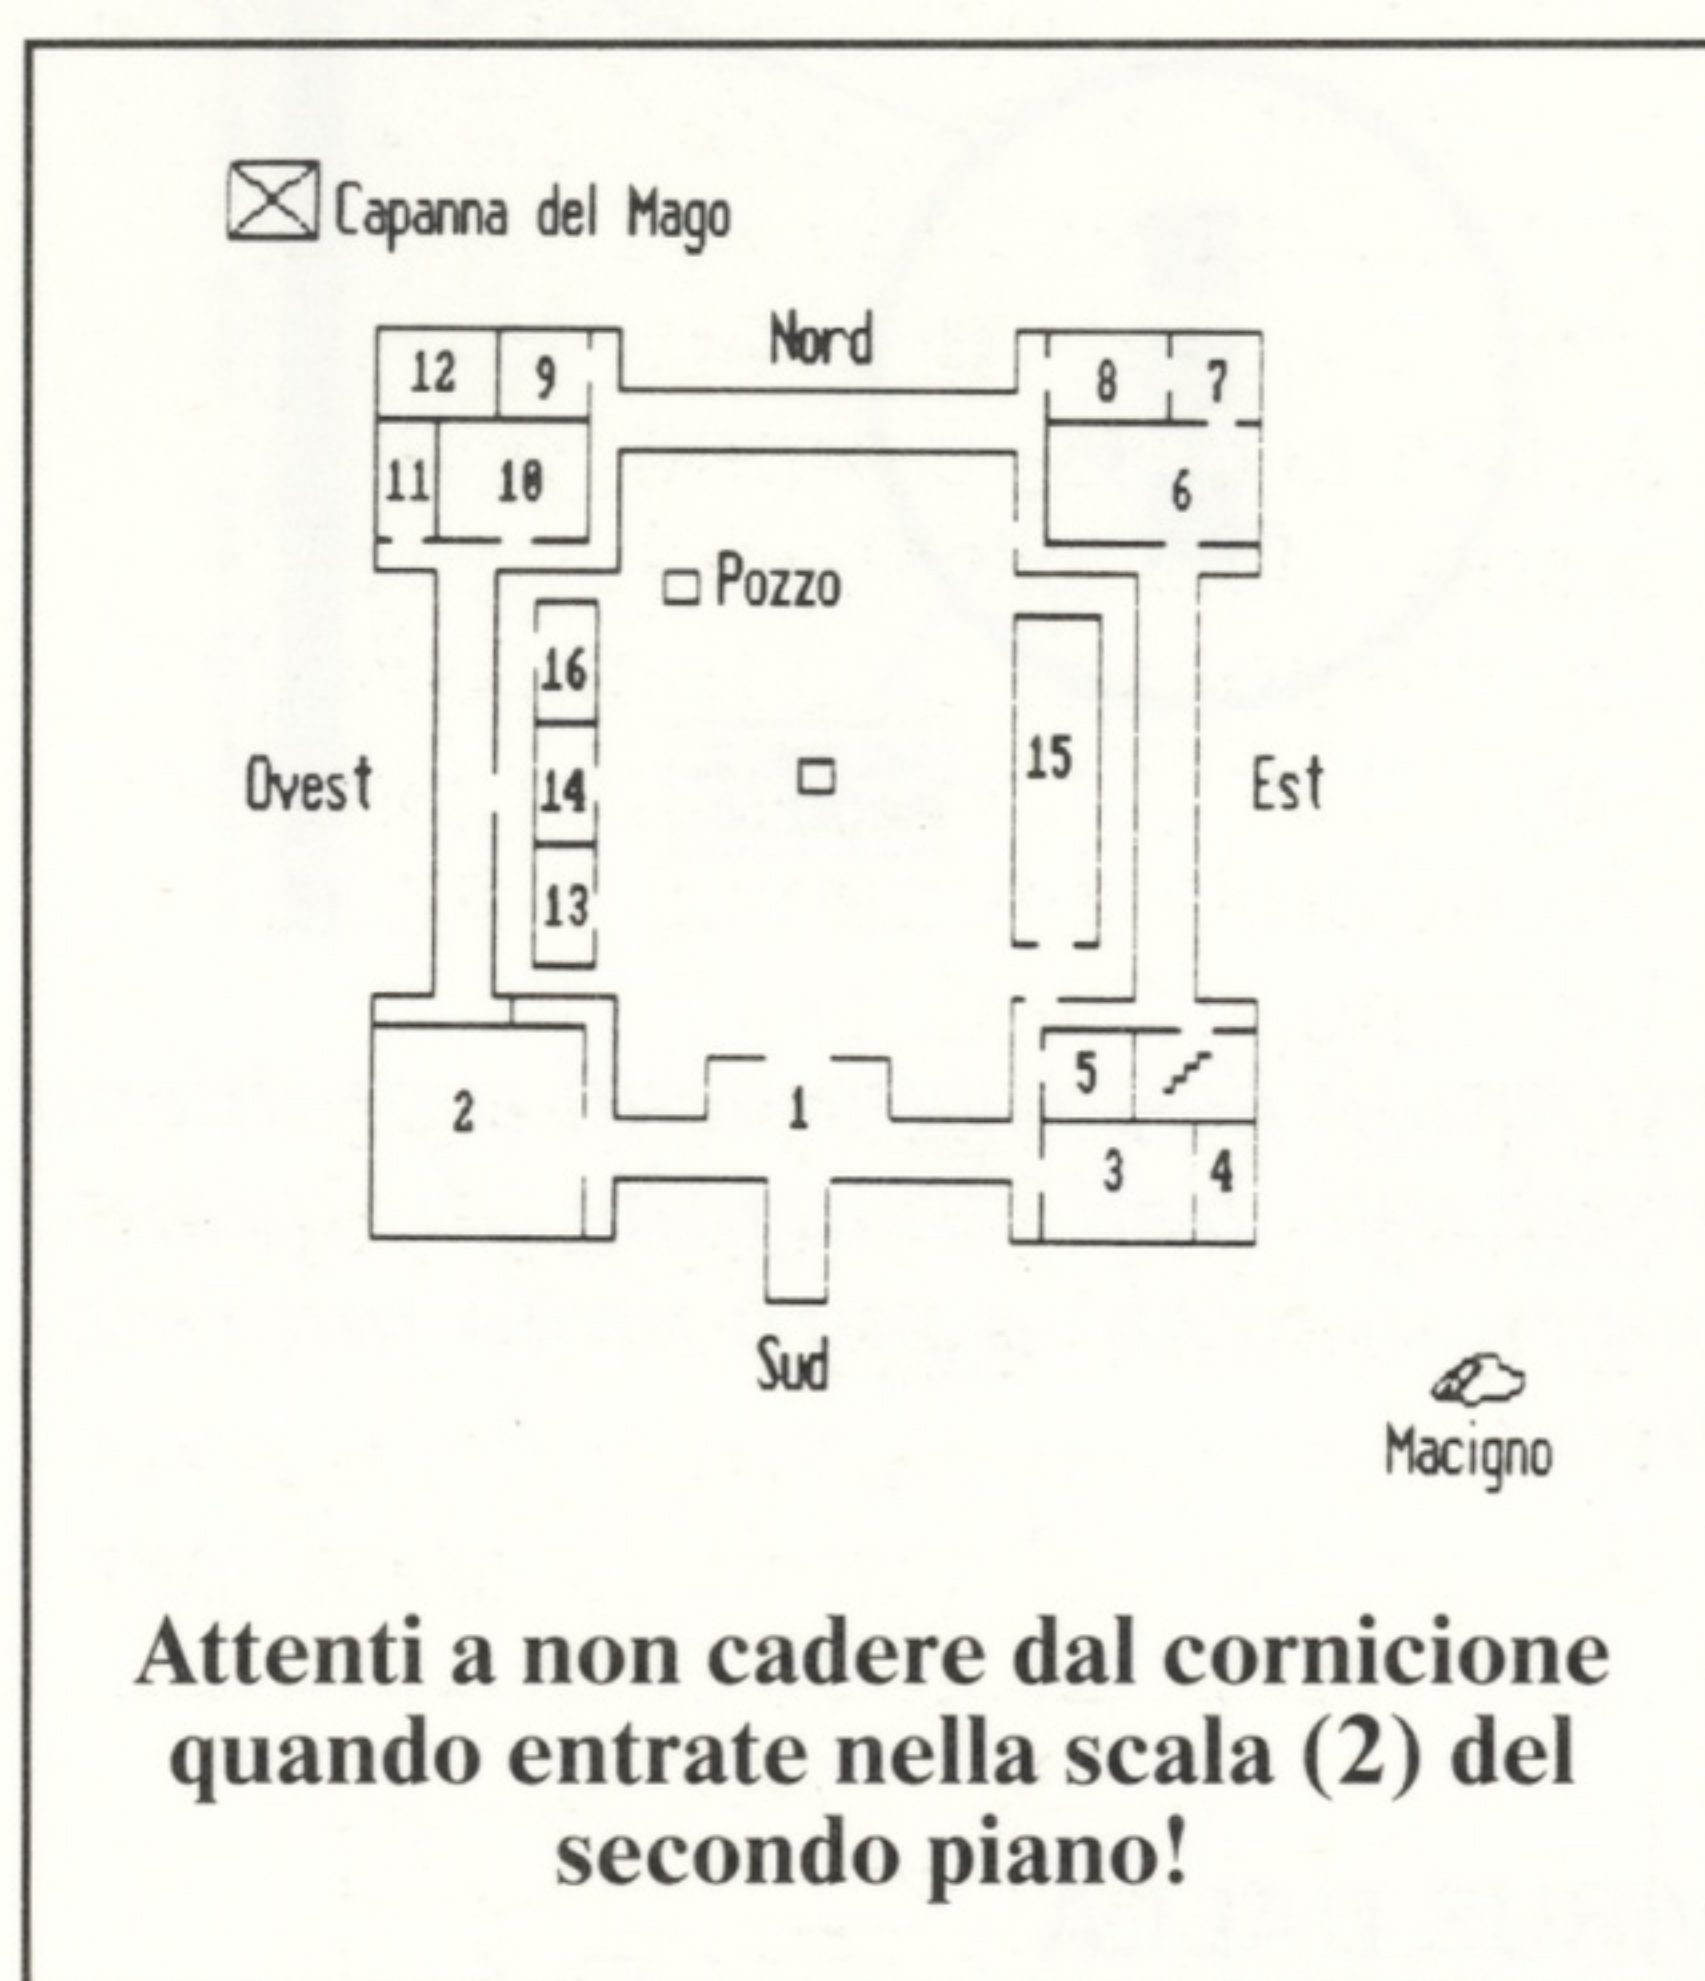 Capanna del Mago
Nord
12 9 8 7
11 10 6
Pozzo
16
Ovest 14 15 Est
13
2 1 5
3 4
Sud
Macigno
Attenti a non cadere dal cornicione
quando entrate nella scala (2) del
secondo piano!